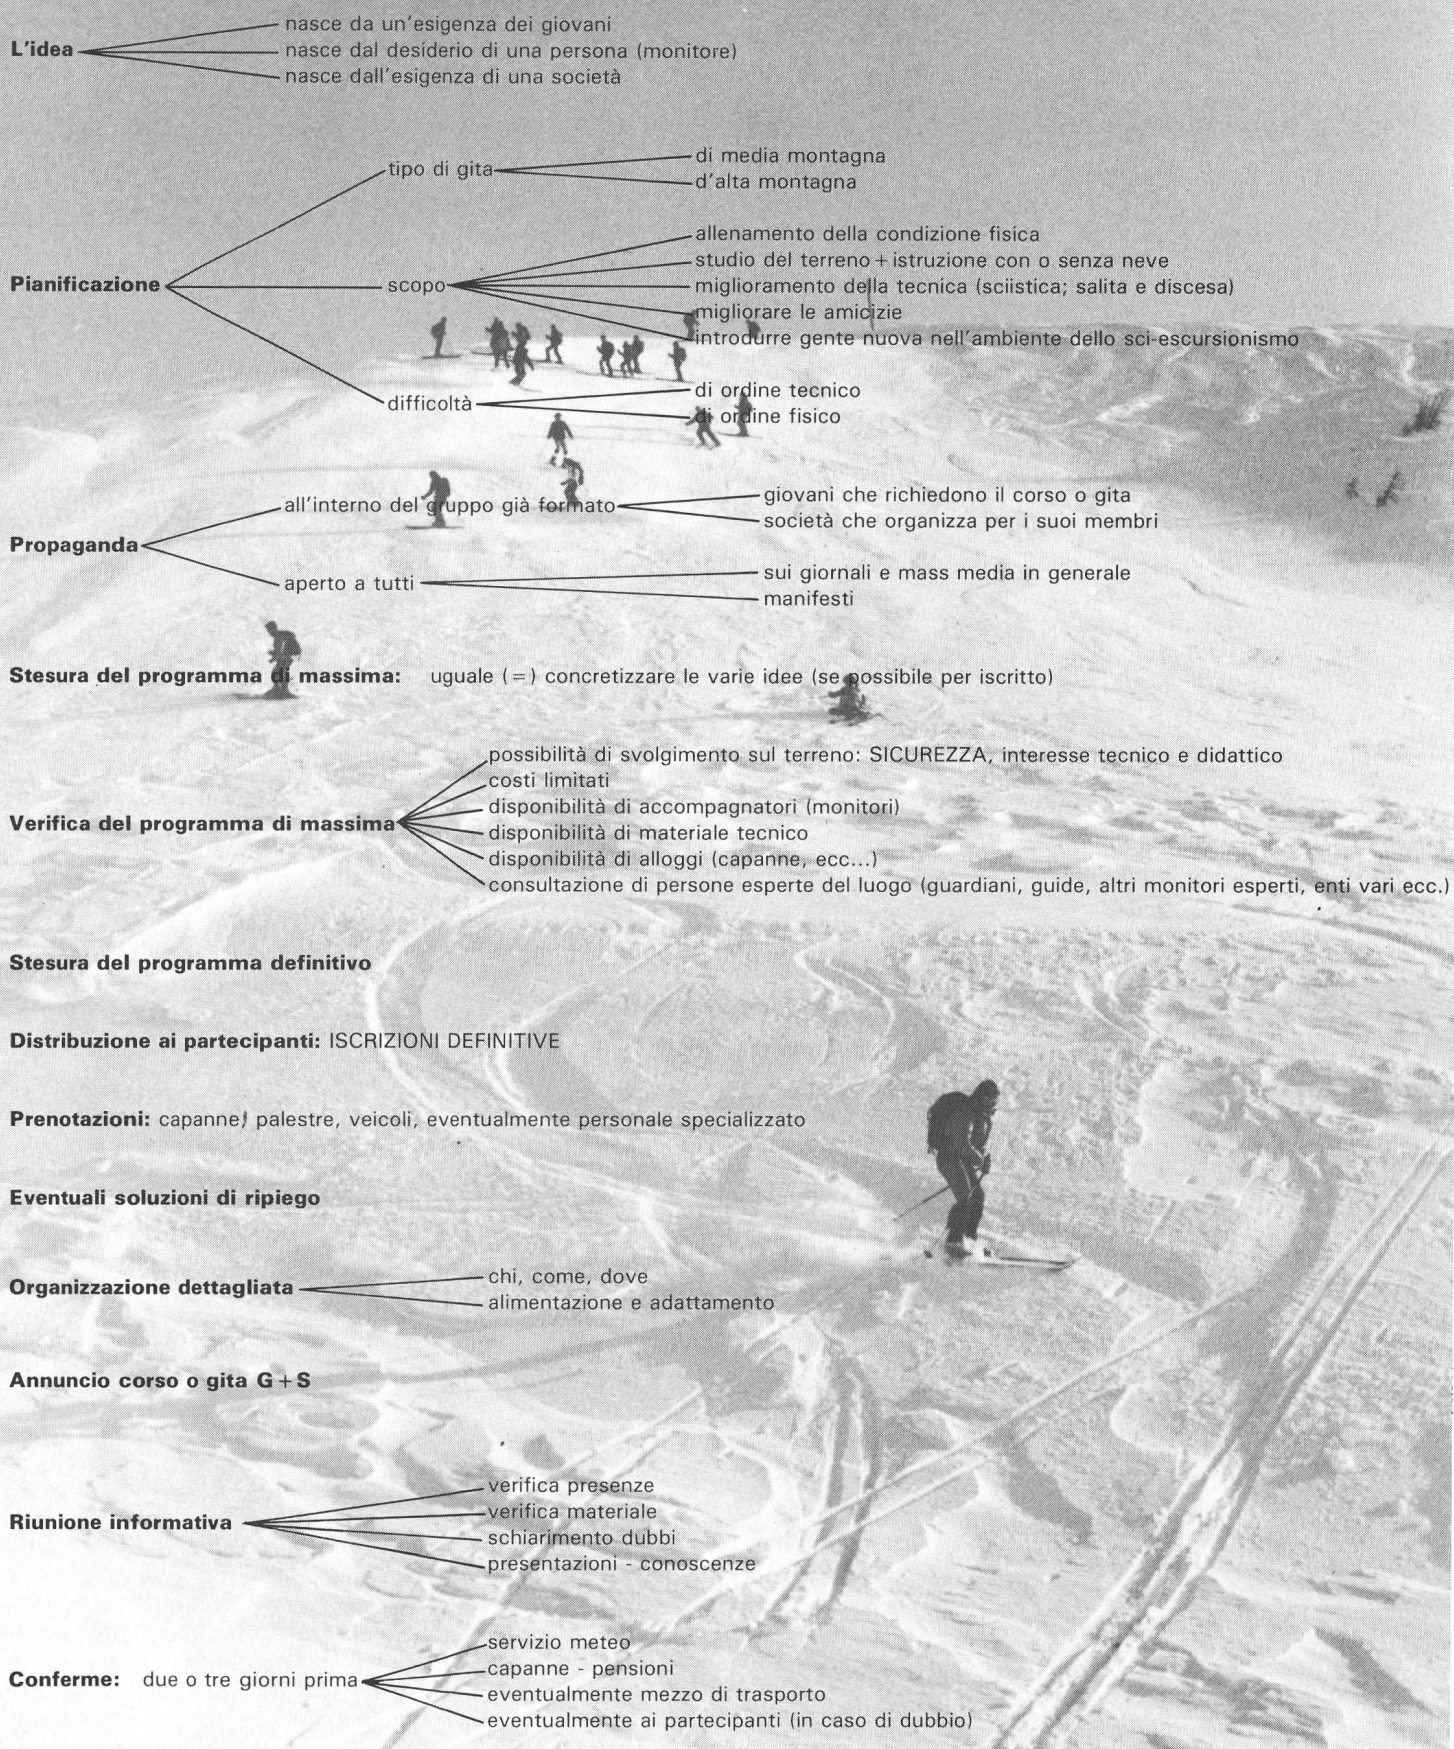 L'idea
nasce da un'esigenza dei giovani
nasce dal desiderio di una persona (monitore)
nasce dall'esigenza di una società
Pianificazione
tipo di gita
di media montagna
d'alta montagna
scopo
allenamento della condizione fisica
studio del terreno + istruzione con o senza neve
miglioramento della tecnica (sciistica; salita e discesa)
migliorare le amicizie
introdurre gente nuova nell'ambiente dello sci-escursionismo
difficoltà
di ordine tecnico
di ordine fisico
Propaganda
all'interno del gruppo già formato
giovani che richiedono il corso o gita
società che organizza per i suoi membri
aperto a tutti
sui giornali e mass media in generale
manifesti
Stesura del programma di massima: uguale (=) concretizzare le varie idee (se possibile per iscritto)
Verifica del programma di massima
possibilità di svolgimento sul terreno: SICUREZZA, interesse tecnico e didattico
costi limitati
disponibilità di accompagnatori (monitori)
disponibilità di materiale tecnico
disponibilità di alloggi (capanne, ecc...)
consultazione di persone esperte del luogo (guardiani, guide, altri monitori esperti, enti vari ecc.)
Stesura del programma definitivo
Distribuzione ai partecipanti: ISCRIZIONI DEFINITIVE
Prenotazioni: capanne, palestre, veicoli, eventualmente personale specializzato
Eventuali soluzioni di ripiego
Organizzazione dettagliata
chi, come, dove
alimentazione e adattamento
Annuncio corso o gita G+S
Riunione informativa
verifica presenze
verifica materiale
schiarimento dubbi
presentazioni - conoscenze
Conferme: due o tre giorni prima
servizio meteo
capanne - pensioni
eventualmente mezzo di trasporto
eventualmente ai partecipanti (in caso di dubbio)